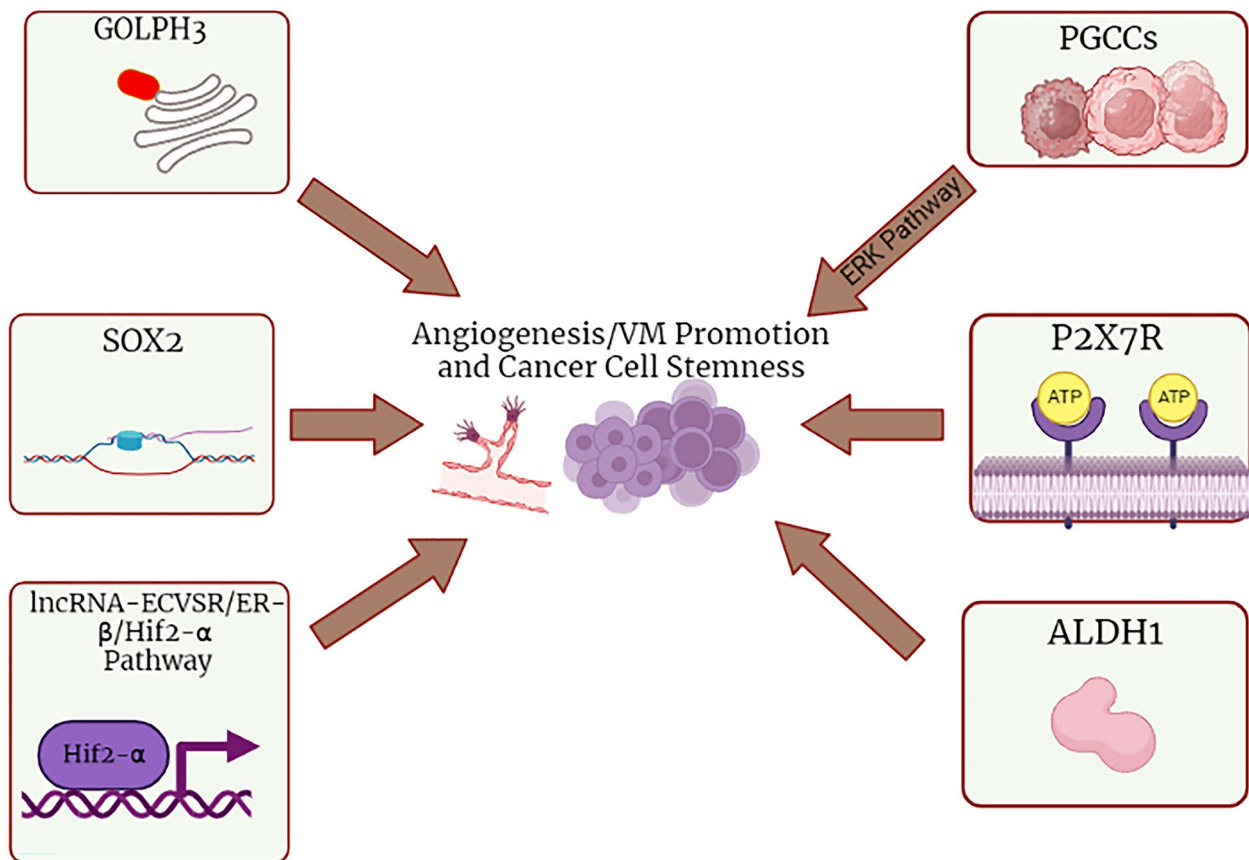 GOLPH3
PGCCs
ERK Pathway
SOX2
Angiogenesis/VM Promotion
and Cancer Cell Stemness
P2X7R
ATP
ATP
lncRNA-ECVSR/ER-
β/Hif2-α
Pathway
Hif2-α
ALDH1